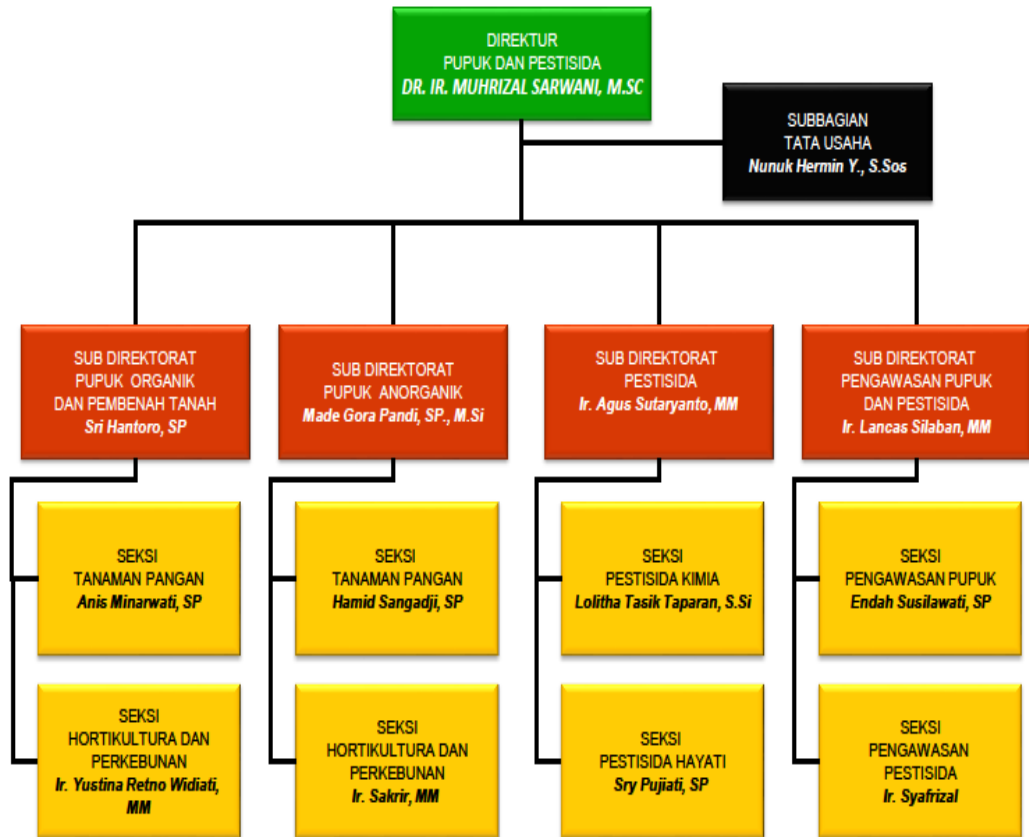 DIREKTUR
PUPUK DAN PESTISIDA
DR. IR. MUHRIZAL SARWANI, M.SC
SUBBAGIAN
TATA USAHA
Nunuk Hermin Y., S.Sos
SUB DIREKTORAT
PUPUK ORGANIK
DAN PEMBENAH TANAH
Sri Hantoro, SP
SUB DIREKTORAT
PUPUK ANORGANIK
Made Gora Pandi, SP., M.Si
SUB DIREKTORAT
PESTISIDA
Ir. Agus Sutaryanto, MM
SUB DIREKTORAT
PENGAWASAN PUPUK
DAN PESTISIDA
Ir. Lancas Silaban, MM
SEKSI
TANAMAN PANGAN
Anis Minarwati, SP
SEKSI
TANAMAN PANGAN
Hamid Sangadji, SP
SEKSI
PESTISIDA KIMIA
Lolitha Tasik Taparan, S.Si
SEKSI
PENGAWASAN PUPUK
Endah Susilawati, SP
SEKSI
HORTIKULTURA DAN
PERKEBUNAN
Ir. Yustina Retno Widiati,
MM
SEKSI
HORTIKULTURA DAN
PERKEBUNAN
Ir. Sakrir, MM
SEKSI
PESTISIDA HAYATI
Sry Pujiati, SP
SEKSI
PENGAWASAN
PESTISIDA
Ir. Syafrizal